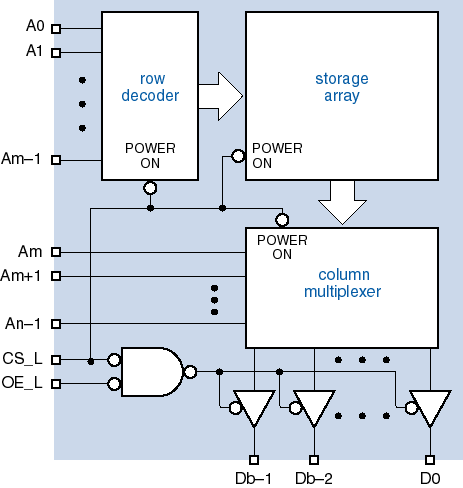 A0
A1
row
decoder
storage
array
POWER
ON
POWER
ON
Am–1
POWER
ON
Am
Am+1
column
multiplexer
An–1
CS_L
OE_L
Db–1
Db–2
D0